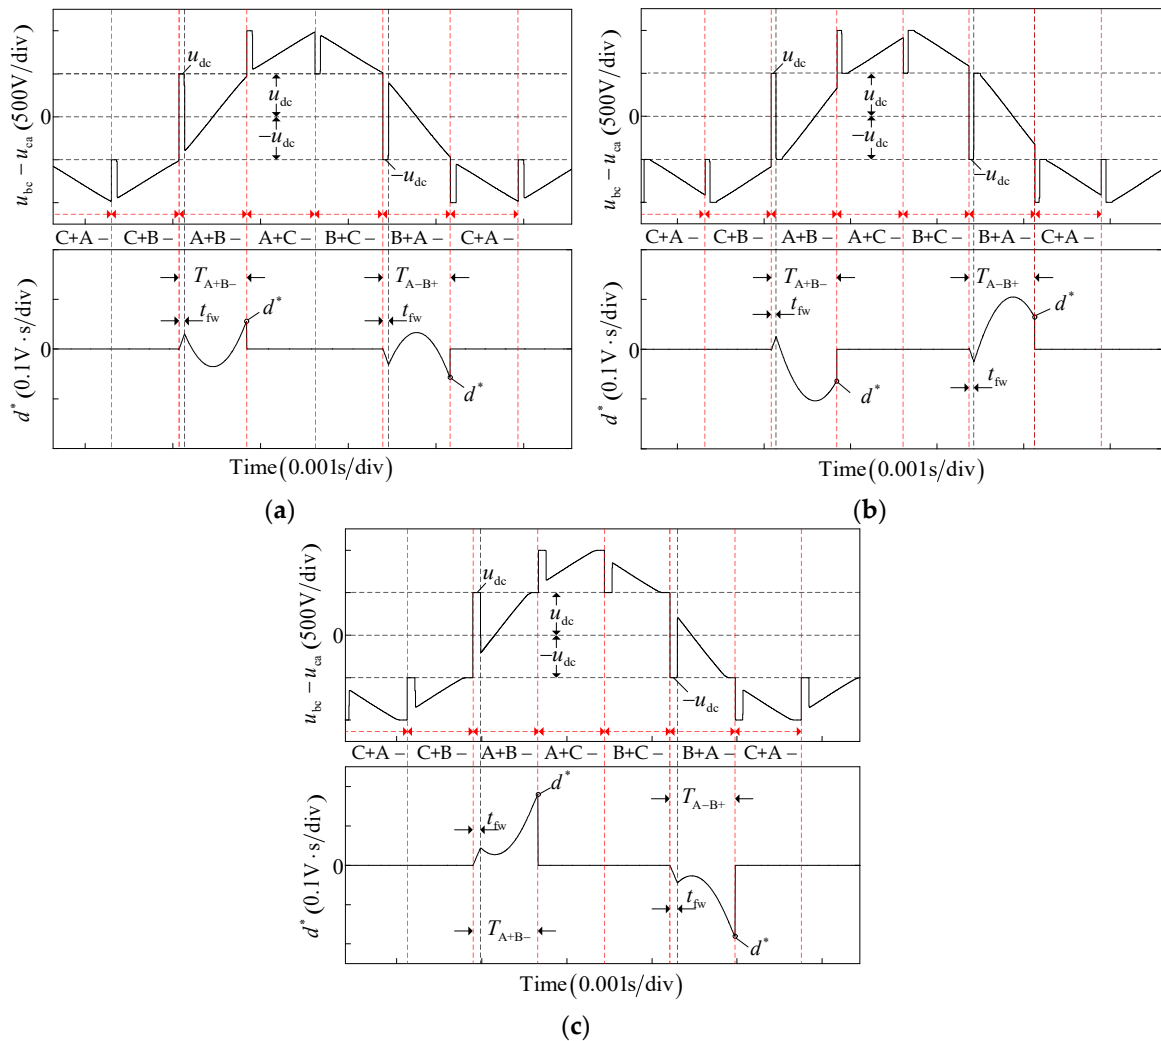 u_bc − u_ca (500V/div)
0
u_dc
u_dc
−u_dc
−u_dc
C+A − C+B − A+B − A+C − B+C − B+A − C+A −
d* (0.1V · s/div)
0
T_A+B−
t_fw
d*
T_A−B+
t_fw
d*
Time(0.001s/div)
(a)
u_bc − u_ca (500V/div)
0
u_dc
u_dc
−u_dc
−u_dc
C+A − C+B − A+B − A+C − B+C − B+A − C+A −
d* (0.1V · s/div)
0
T_A+B−
t_fw
d*
T_A−B+
d*
t_fw
Time(0.001s/div)
(b)
u_bc − u_ca (500V/div)
0
u_dc
u_dc
−u_dc
−u_dc
C+A − C+B − A+B − A+C − B+C − B+A − C+A −
d* (0.1V · s/div)
0
d*
t_fw
T_A+B−
T_A−B+
t_fw
d*
Time(0.001s/div)
(c)